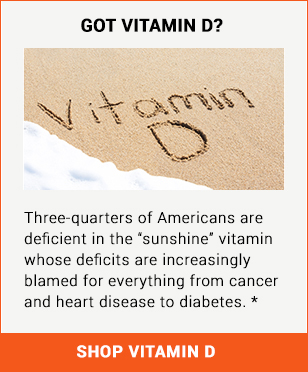 GOT VITAMIN D?
Vitamin
D
Three-quarters of Americans are
deficient in the “sunshine” vitamin
whose deficits are increasingly
blamed for everything from cancer
and heart disease to diabetes. *
SHOP VITAMIN D